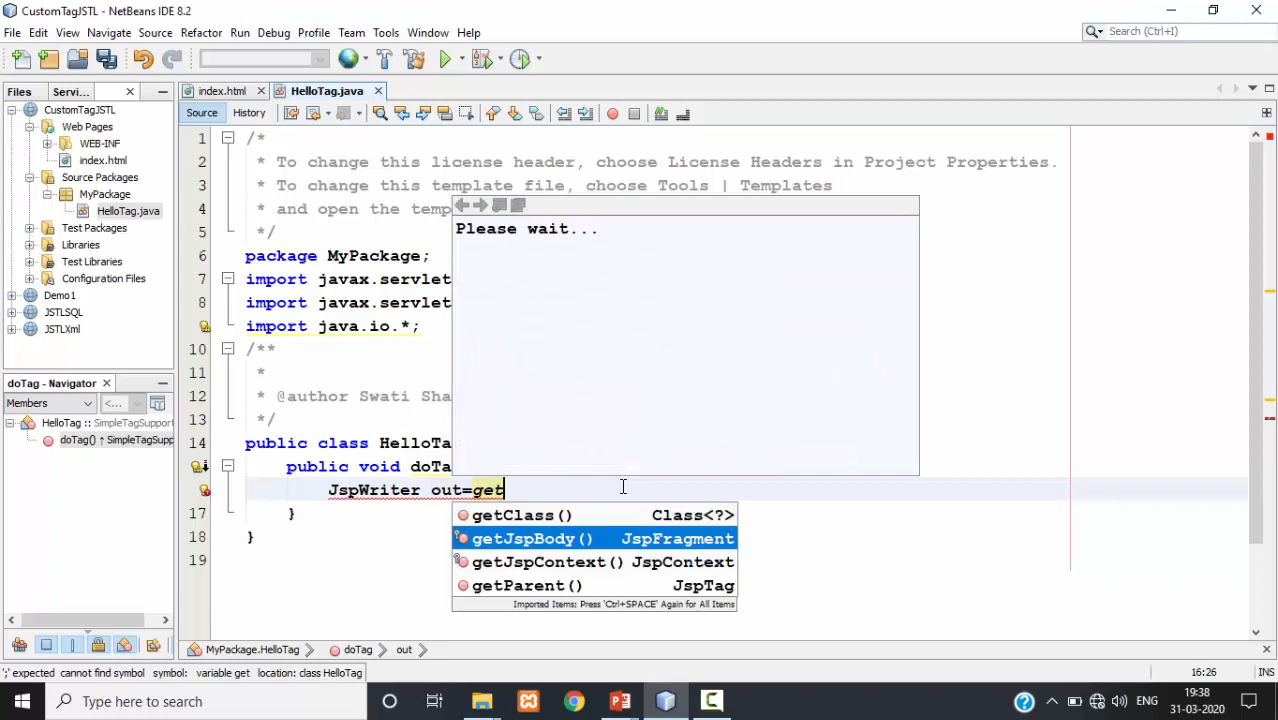 CustomTagJSTL - NetBeans IDE 8.2
File Edit View Navigate Source Refactor Run Debug Profile Team Tools Window Help
Search (Ctrl+I)
Files Servi...
index.html HelloTag.java
Source History
CustomTagJSTL
Web Pages
WEB-INF
index.html
Source Packages
MyPackage
HelloTag.java
Test Packages
Libraries
Test Libraries
Configuration Files
Demo1
JSTLSQL
JSTLXml
doTag - Navigator
Members <...
HelloTag :: SimpleTagSupport
doTag() ↑ SimpleTagSupp
1 /*
2 * To change this license header, choose License Headers in Project Properties.
3 * To change this template file, choose Tools | Templates
4 * and open the temp
5 */
6 package MyPackage;
7 import javax.servlet
8 import javax.servlet
import java.io.*;
10 /**
11 *
12 * @author Swati Sha
13 */
14 public class HelloTa
public void doTa
JspWriter out=get
17 }
18 }
19
Please wait...
getClass() Class<?>
getJspBody() JspFragment
getJspContext() JspContext
getParent() JspTag
Imported Items: Press 'Ctrl+SPACE' Again for All Items
MyPackage.HelloTag doTag out
';' expected cannot find symbol symbol: variable get location: class HelloTag
16:26 INS
Type here to search
ENG
19:38
31-03-2020